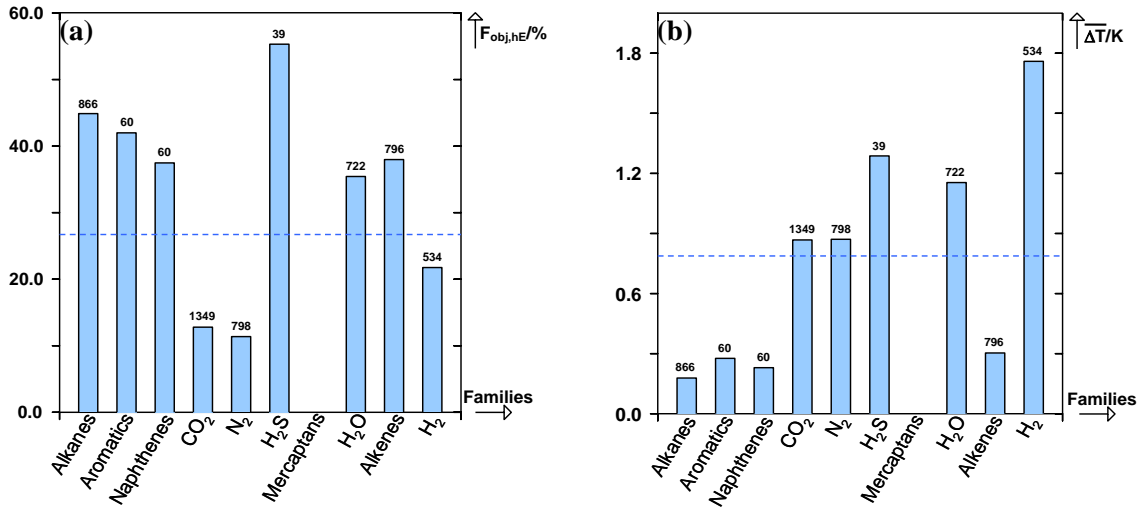 (a)
F_obj,hE/%
60.0
40.0
20.0
0.0
866
60
60
1349
798
39
722
796
534
Families
Alkanes
Aromatics
Naphthenes
CO₂
N₂
H₂S
Mercaptans
H₂O
Alkenes
H₂
(b)
ΔT/K
1.8
1.2
0.6
0.0
866
60
60
1349
798
39
722
796
534
Families
Alkanes
Aromatics
Naphthenes
CO₂
N₂
H₂S
Mercaptans
H₂O
Alkenes
H₂